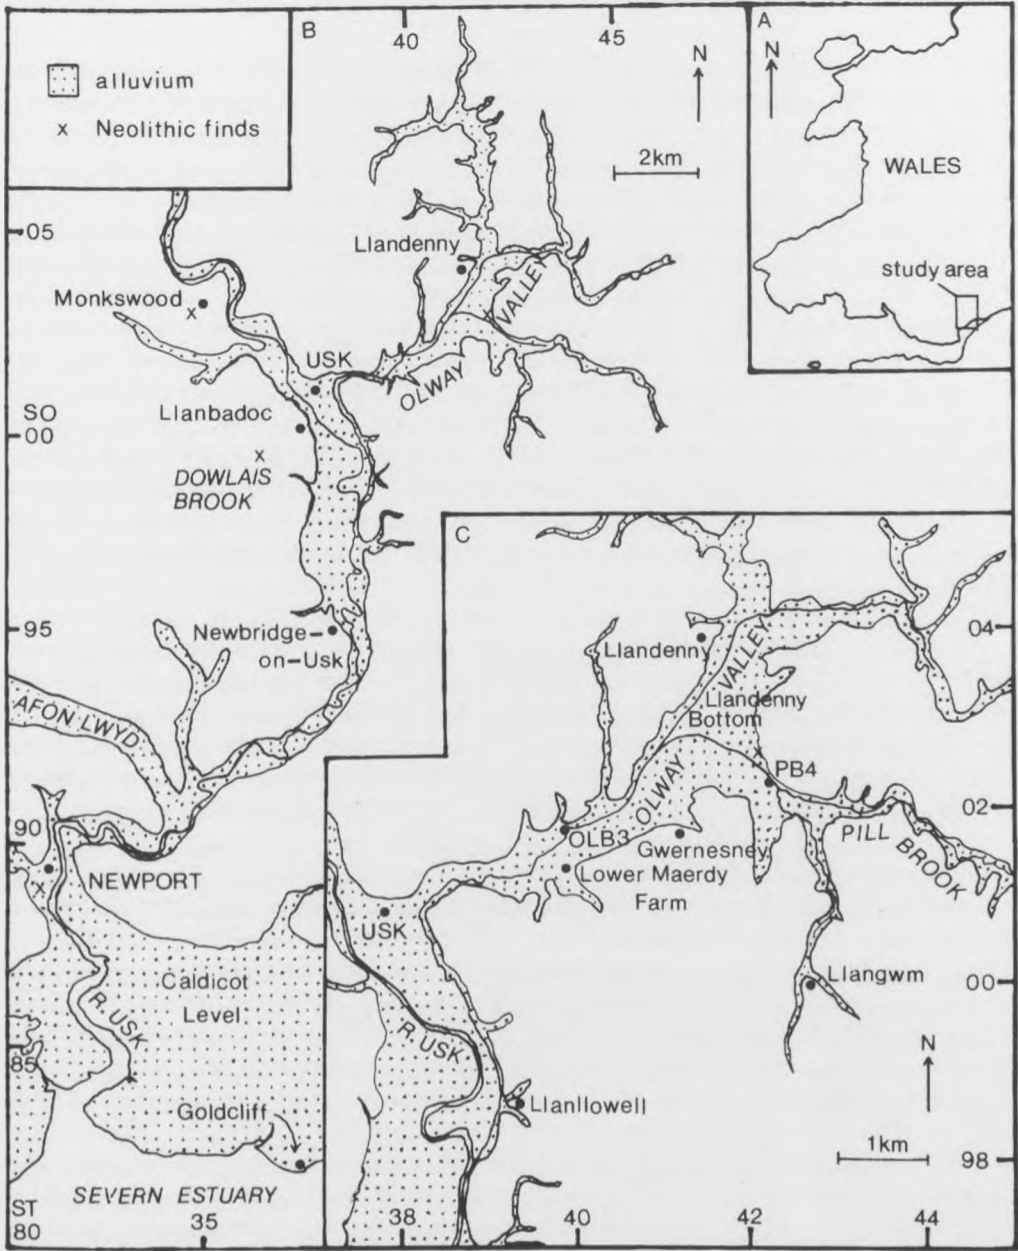 B
40
45
A
alluvium
x Neolithic finds
N
N
2km
WALES
05
Llandenny
study area
Monkswood
x
VALLEY
USK
OLWAY
SO
00
Llanbadoc
x
DOWLAIS
BROOK
C
95
Newbridge
on-Usk
Llandenny
04
VALLEY
AFON LWYD
Llandenny
Bottom
x
PB4
OLWAY
02
90
OLB3
PILL BROOK
Gwernesney
NEWPORT
x
Lower Maerdy
Farm
USK
Caldicot
Level
Llangwm
00
R. USK
R. USK
N
85
Goldcliff
Llanllowell
1km
98
SEVERN ESTUARY
ST
80
35
38
40
42
44